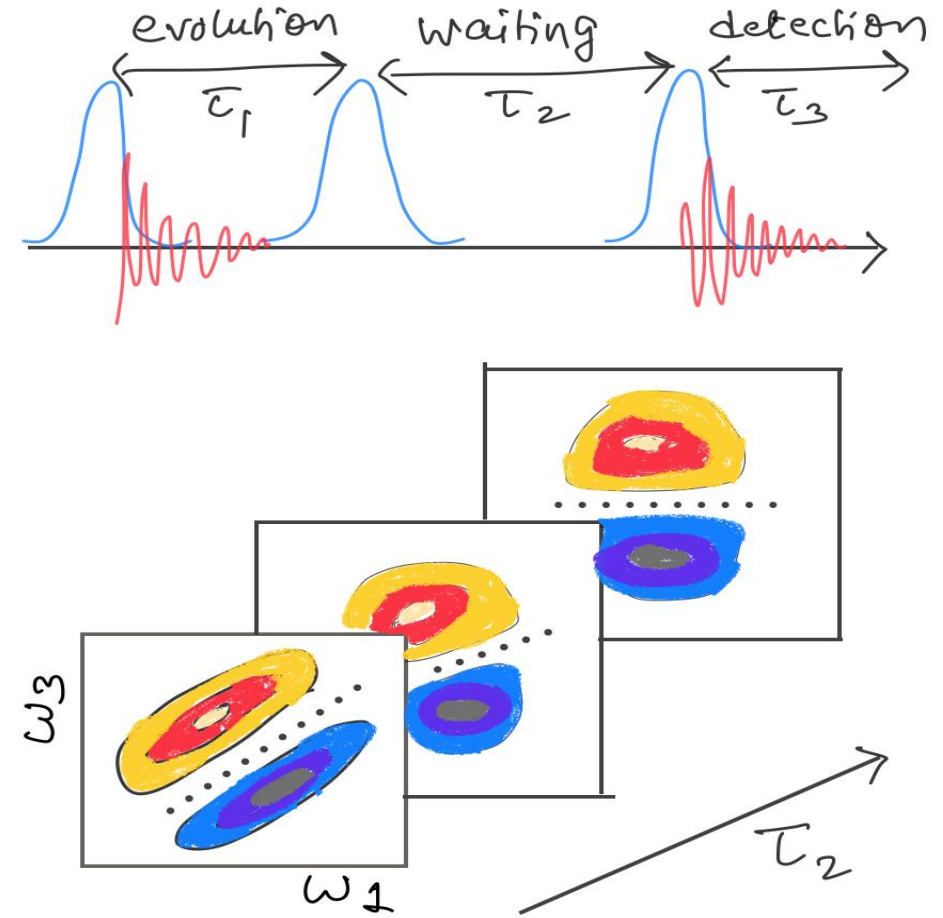 evolution waiting detection
τ1 τ2 τ3
ω3
ω1
τ2